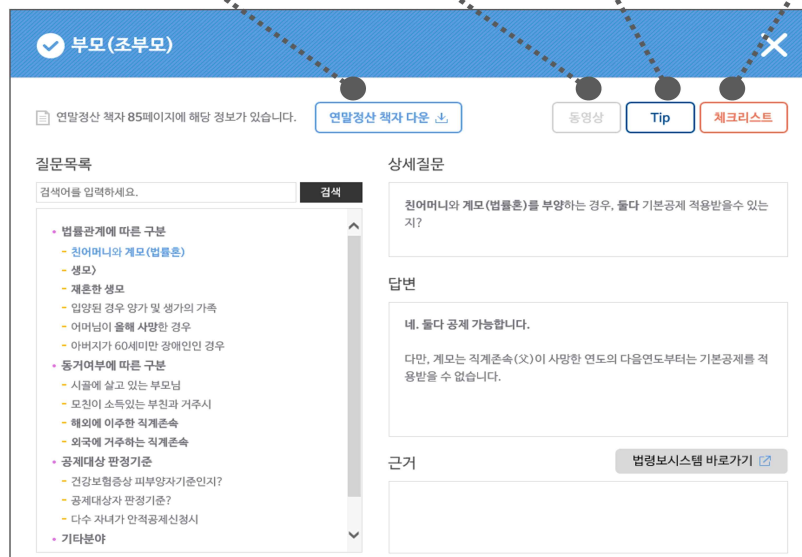 부모(조부모)
연말정산 책자 85페이지에 해당 정보가 있습니다.
연말정산 책자 다운
동영상
Tip
체크리스트
질문목록
검색어를 입력하세요.
검색
• 법률관계에 따른 구분
- 친어머니와 계모(법률혼)
- 생모〉
- 재혼한 생모
- 입양된 경우 양가 및 생가의 가족
- 어머님이 올해 사망한 경우
- 아버지가 60세미만 장애인인 경우
• 동거여부에 따른 구분
- 시골에 살고 있는 부모님
- 모친이 소득있는 부친과 거주시
- 해외에 이주한 직계존속
- 외국에 거주하는 직계존속
• 공제대상 판정기준
- 건강보험증상 피부양자기준인지?
- 공제대상자 판정기준?
- 다수 자녀가 안적공제신청시
• 기타분야
상세질문
친어머니와 계모(법률혼)를 부양하는 경우, 둘다 기본공제 적용받을수 있는
지?
답변
네. 둘다 공제 가능합니다.
다만, 계모는 직계존속(父)이 사망한 연도의 다음연도부터는 기본공제를 적
용받을 수 없습니다.
근거
법령보시스템 바로가기